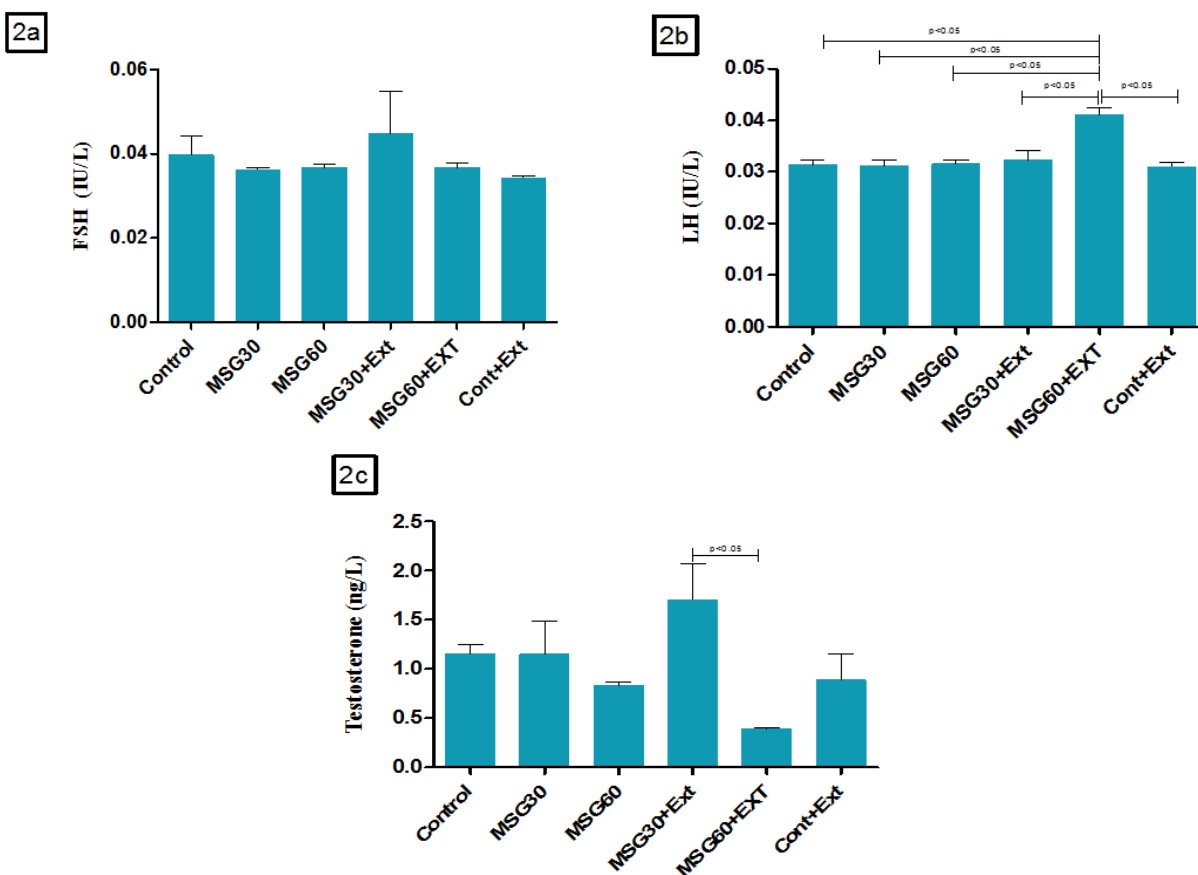 2a
0.06
0.04
0.02
0.00
FSH (IU/L)
Control
MSG30
MSG60
MSG30+Ext
MSG60+EXT
Cont+Ext
2b
p<0.05
p<0.05
p<0.05
p<0.05 p<0.05
0.05
0.04
0.03
0.02
0.01
0.00
LH (IU/L)
Control
MSG30
MSG60
MSG30+Ext
MSG60+EXT
Cont+Ext
2c
p<0.05
2.5
2.0
1.5
1.0
0.5
0.0
Testosterone (ng/L)
Control
MSG30
MSG60
MSG30+Ext
MSG60+EXT
Cont+Ext